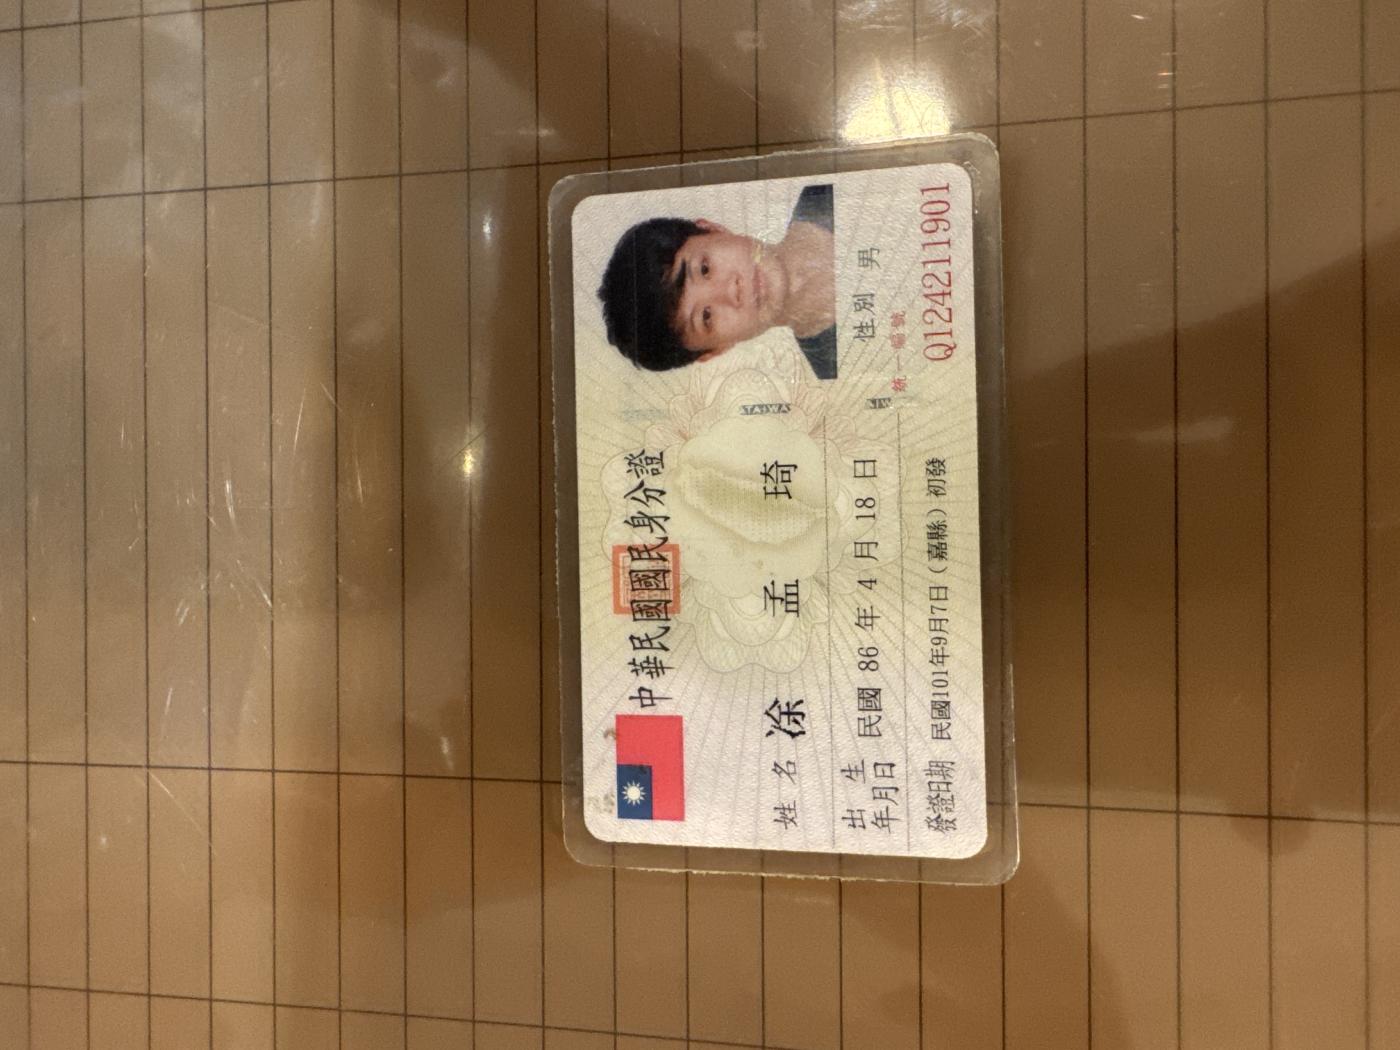 中華民國國民身分證
姓名 凃孟琦
出生年月日 民國 86 年 4 月 18 日
性別 男
統一編號
Q124211901
發證日期 民國101年9月7日（嘉縣）初發
TAIWA